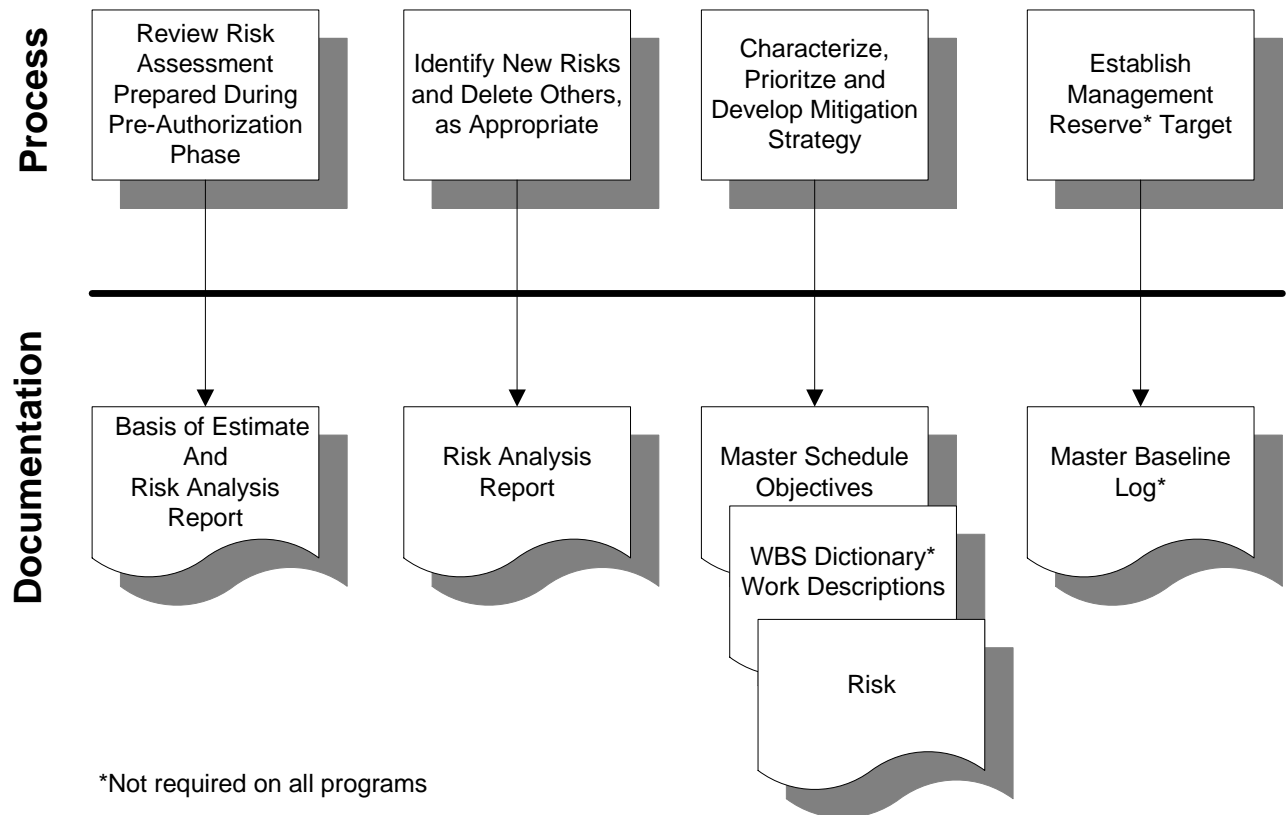 Process
Review Risk
Assessment
Prepared During
Pre-Authorization
Phase
Identify New Risks
and Delete Others,
as Appropriate
Characterize,
Prioritze and
Develop Mitigation
Strategy
Establish
Management
Reserve* Target
Documentation
Basis of Estimate
And
Risk Analysis
Report
Risk Analysis
Report
Master Schedule
Objectives
WBS Dictionary*
Work Descriptions
Risk
Master Baseline
Log*
*Not required on all programs